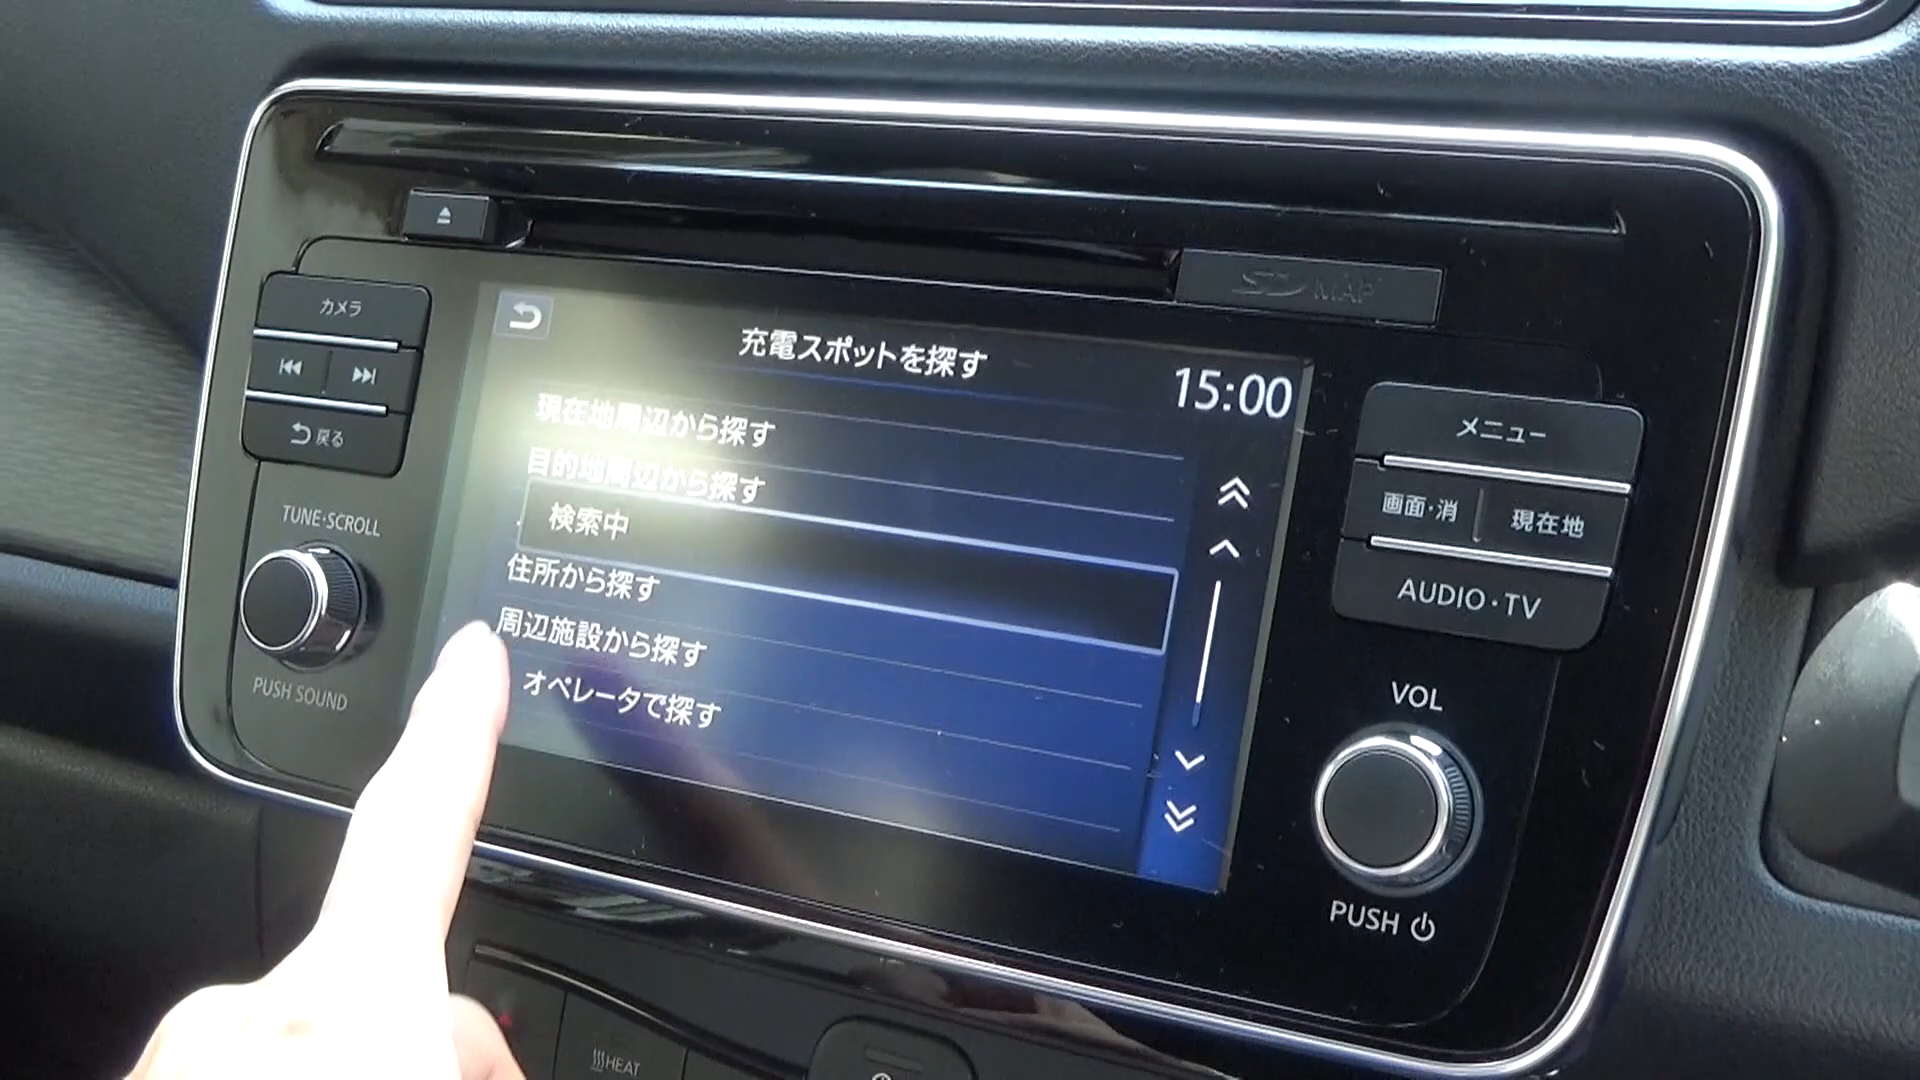 SD MAP
カメラ
戻る
TUNE·SCROLL
PUSH SOUND
充電スポットを探す
15:00
現在地周辺から探す
目的地周辺から探す
検索中
住所から探す
周辺施設から探す
オペレータで探す
メニュー
画面·消
現在地
AUDIO·TV
VOL
PUSH
HEAT